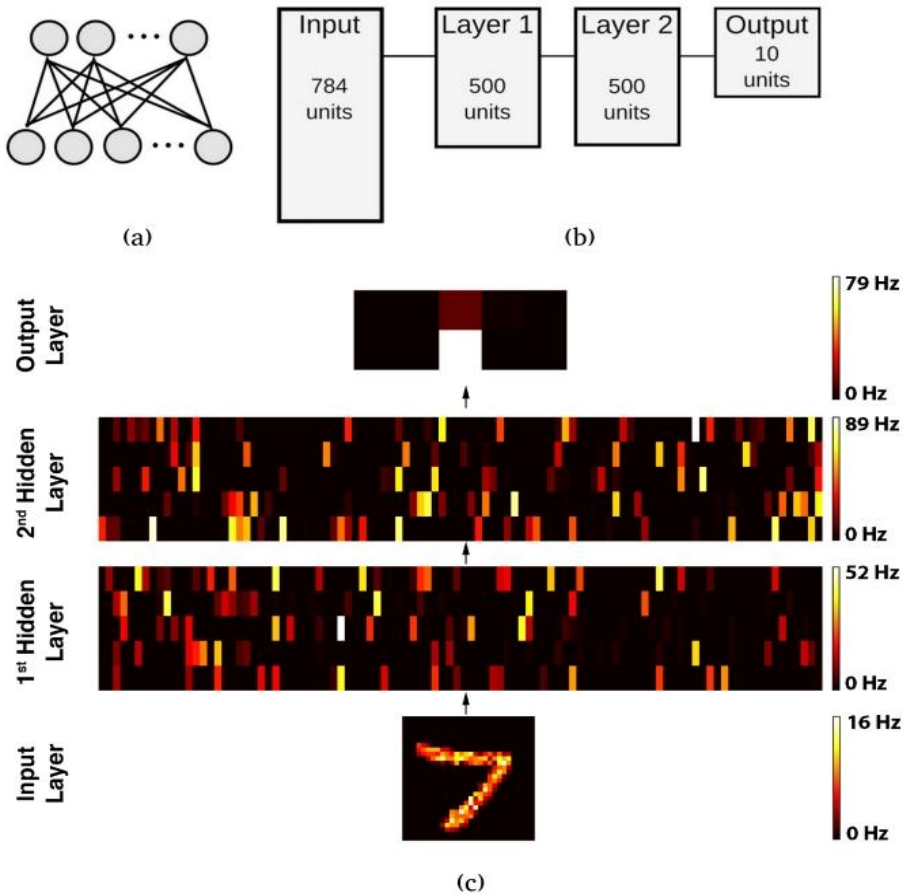 Input
784
units
Layer 1
500
units
Layer 2
500
units
Output
10
units
(a)
(b)
Output
Layer
79 Hz
0 Hz
2nd Hidden
Layer
89 Hz
0 Hz
1st Hidden
Layer
52 Hz
0 Hz
Input
Layer
16 Hz
0 Hz
(c)